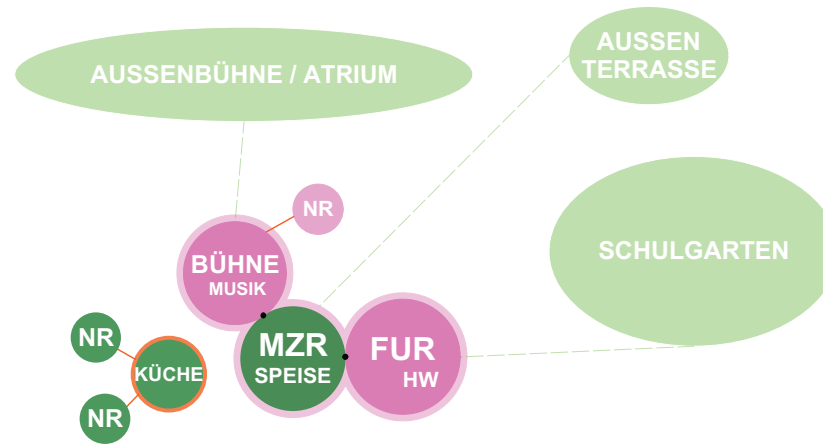 AUSSENBÜHNE / ATRIUM
AUSSEN
TERRASSE
NR
SCHULGARTEN
BÜHNE
MUSIK
MZR
SPEISE
FUR
HW
NR
KÜCHE
NR